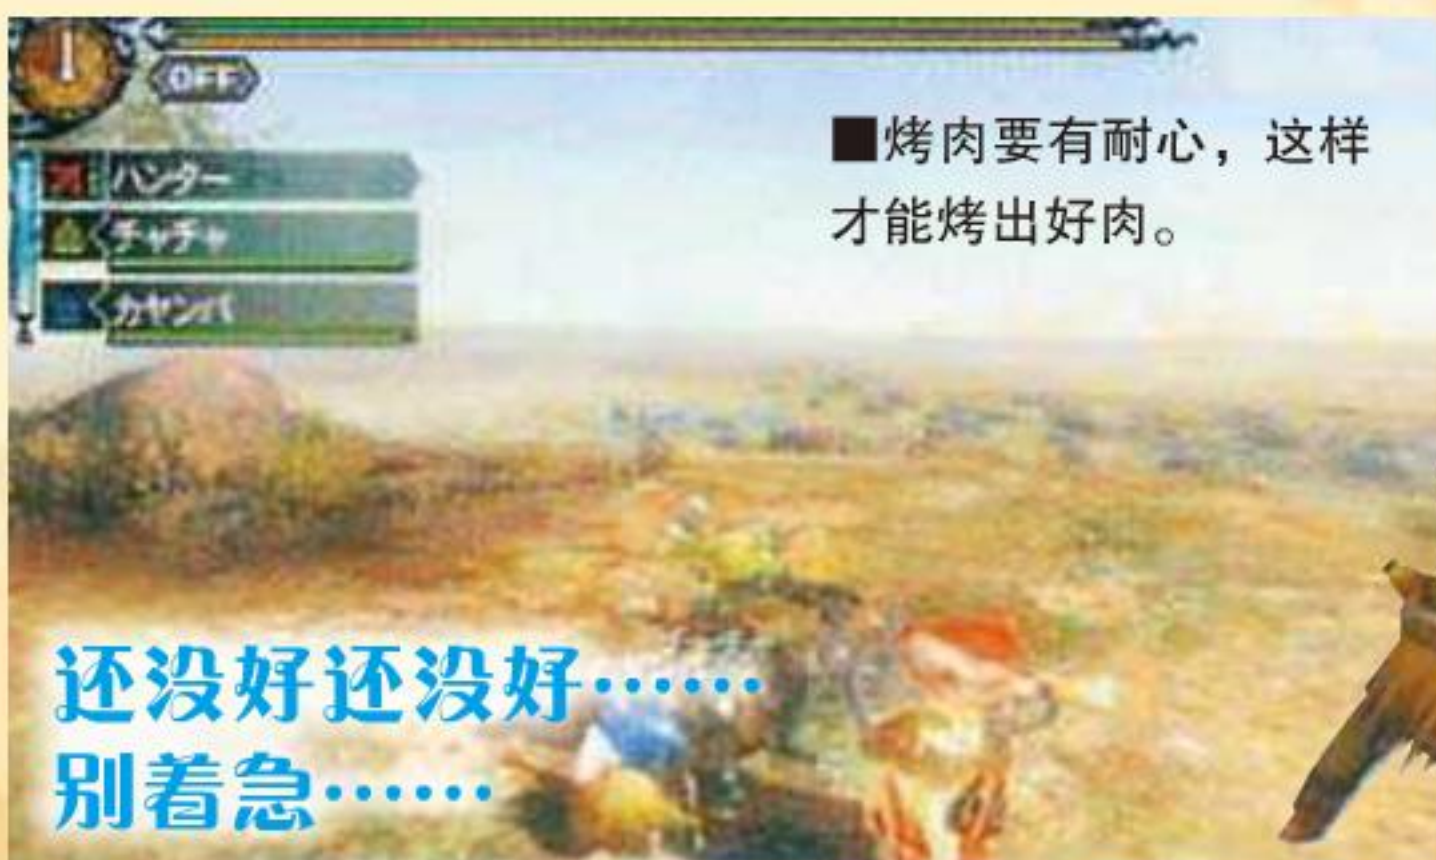 OFF
ハンター
チャチャ
カヤンバ
■烤肉要有耐心，这样
才能烤出好肉。
还没好还没好……
别着急……